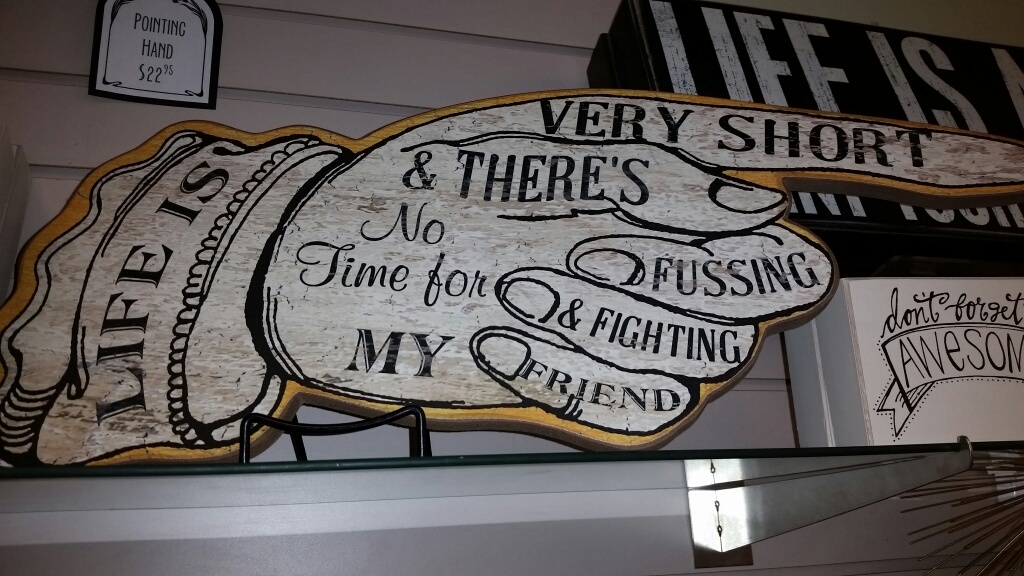 POINTING
HAND
$22.95
LIFE IS
LIFE IS
VERY SHORT
& THERE'S
No
Time for
FUSSING
& FIGHTING
MY FRIEND
don't forget
AWESOM